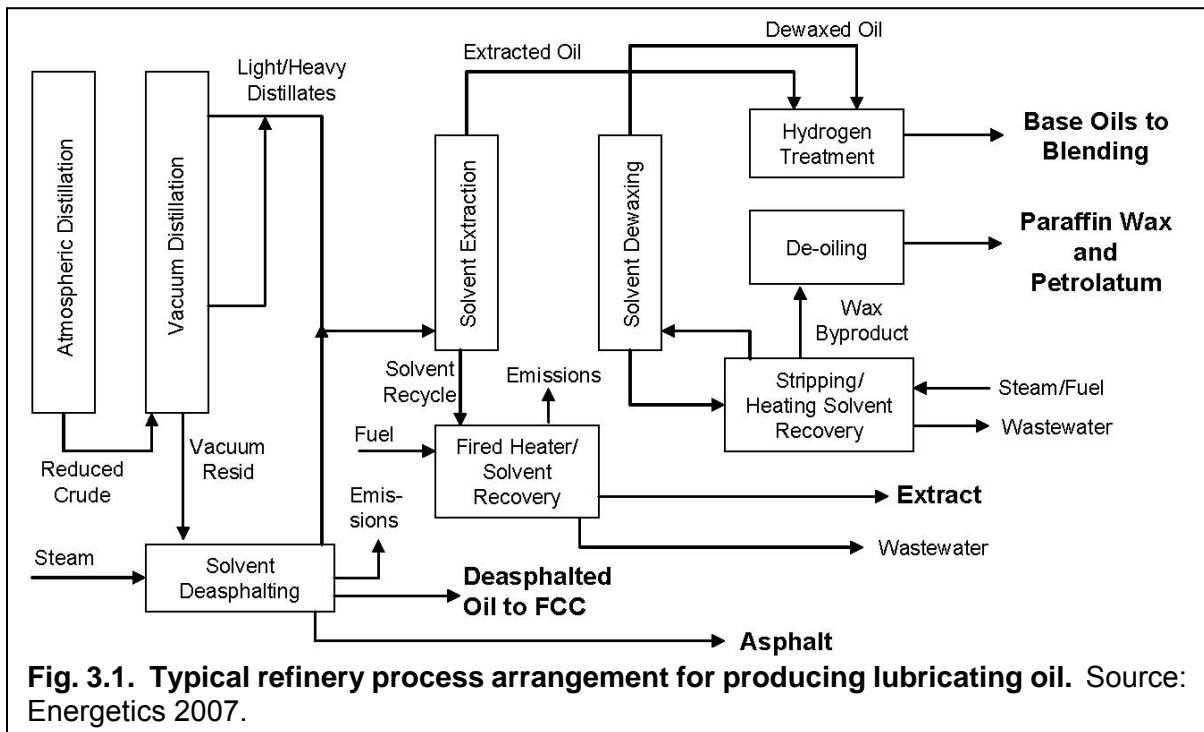 Dewaxed Oil
Extracted Oil
Light/Heavy
Distillates
Atmospheric Distillation
Vacuum Distillation
Solvent Extraction
Solvent Dewaxing
Hydrogen
Treatment
Base Oils to
Blending
De-oiling
Paraffin Wax
and
Petrolatum
Wax
Byproduct
Solvent
Recycle
Emissions
Stripping/
Heating Solvent
Recovery
Steam/Fuel
Wastewater
Fuel
Fired Heater/
Solvent
Recovery
Reduced
Crude
Vacuum
Resid
Emis-
sions
Extract
Wastewater
Steam
Solvent
Deasphalting
Deasphalted
Oil to FCC
Asphalt
Fig. 3.1. Typical refinery process arrangement for producing lubricating oil. Source:
Energetics 2007.